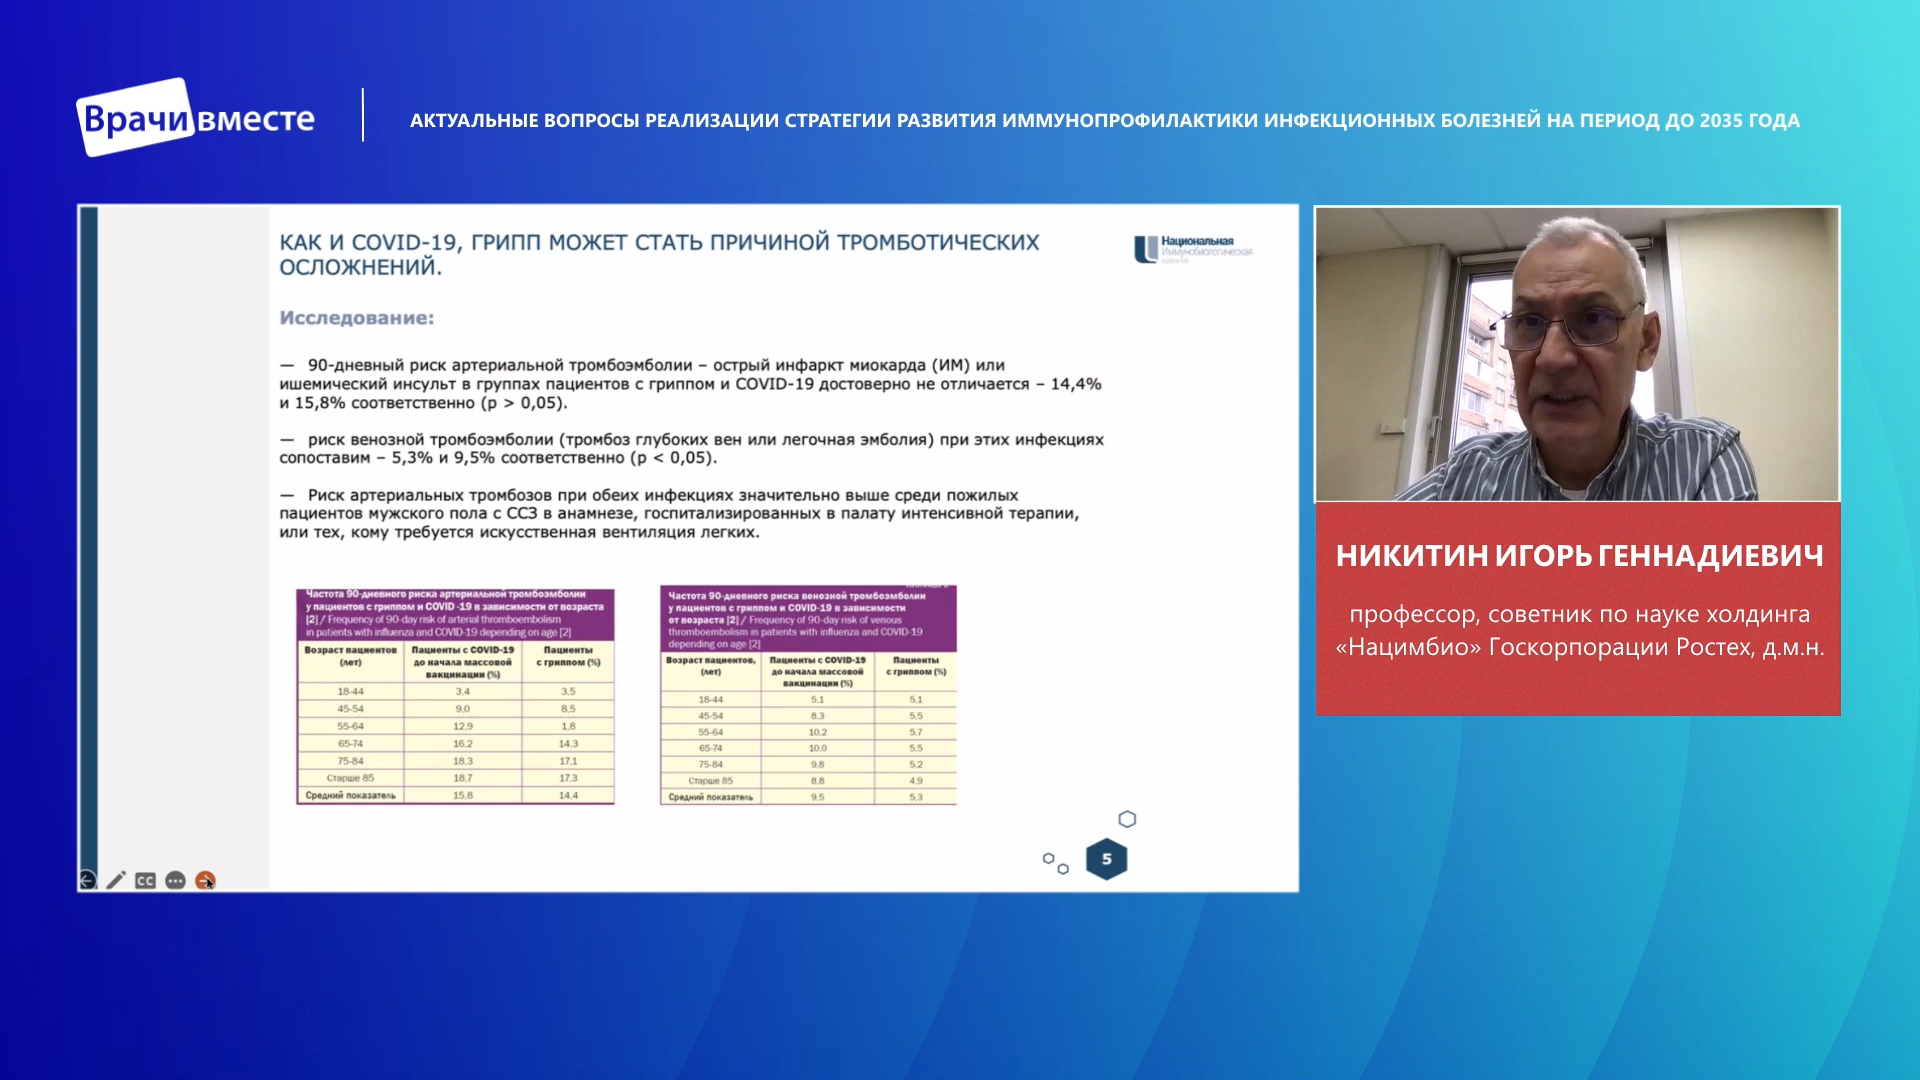 Врачи вместе
АКТУАЛЬНЫЕ ВОПРОСЫ РЕАЛИЗАЦИИ СТРАТЕГИИ РАЗВИТИЯ ИММУНОПРОФИЛАКТИКИ ИНФЕКЦИОННЫХ БОЛЕЗНЕЙ НА ПЕРИОД ДО 2035 ГОДА
КАК И COVID-19, ГРИПП МОЖЕТ СТАТЬ ПРИЧИНОЙ ТРОМБОТИЧЕСКИХ
ОСЛОЖНЕНИЙ.
Национальная
Иммунобиологическая
Исследование:
— 90-дневный риск артериальной тромбоэмболии – острый инфаркт миокарда (ИМ) или
ишемический инсульт в группах пациентов с гриппом и COVID-19 достоверно не отличается – 14,4%
и 15,8% соответственно (p > 0,05).
— риск венозной тромбоэмболии (тромбоз глубоких вен или легочная эмболия) при этих инфекциях
сопоставим – 5,3% и 9,5% соответственно (p < 0,05).
— Риск артериальных тромбозов при обеих инфекциях значительно выше среди пожилых
пациентов мужского пола с ССЗ в анамнезе, госпитализированных в палату интенсивной терапии,
или тех, кому требуется искусственная вентиляция легких.
Частота 90-дневного риска артериальной тромбоэмболии
у пациентов с гриппом и COVID -19 в зависимости от возраста
[2] / Frequency of 90-day risk of arterial thromboembolism
in patients with influenza and COVID-19 depending on age [2]
Возраст пациентов (лет) Пациенты с COVID-19 до начала массовой вакцинации (%) Пациенты с гриппом (%)
18-44 3,4 3,5
45-54 9,0 8,5
55-64 12,9 1,8
65-74 16,2 14,3
75-84 18,3 17,1
Старше 85 18,7 17,3
Средний показатель 15,8 14,4
Частота 90-дневного риска венозной тромбоэмболии
у пациентов с гриппом и COVID-19 в зависимости
от возраста [2] / Frequency of 90-day risk of venous
thromboembolism in patients with influenza and COVID-19
depending on age [2]
Возраст пациентов, (лет) Пациенты с COVID-19 до начала массовой вакцинации (%) Пациенты с гриппом (%)
18-44 5,1 5,1
45-54 8,3 5,5
55-64 10,2 5,7
65-74 10,0 5,5
75-84 9,8 5,2
Старше 85 8,8 4,9
Средний показатель 9,5 5,3
5
CC
НИКИТИН ИГОРЬ ГЕННАДИЕВИЧ
профессор, советник по науке холдинга
«Нацимбио» Госкорпорации Ростех, д.м.н.